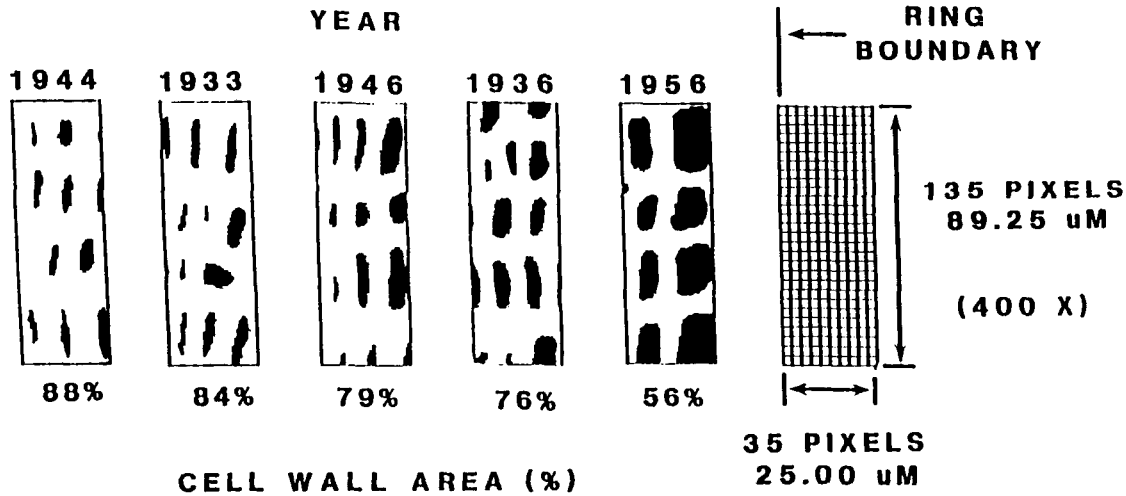 YEAR
1944 1933 1946 1936 1956
RING
BOUNDARY
135 PIXELS
89.25 uM
(400 X)
88% 84% 79% 76% 56%
35 PIXELS
25.00 uM
CELL WALL AREA (%)